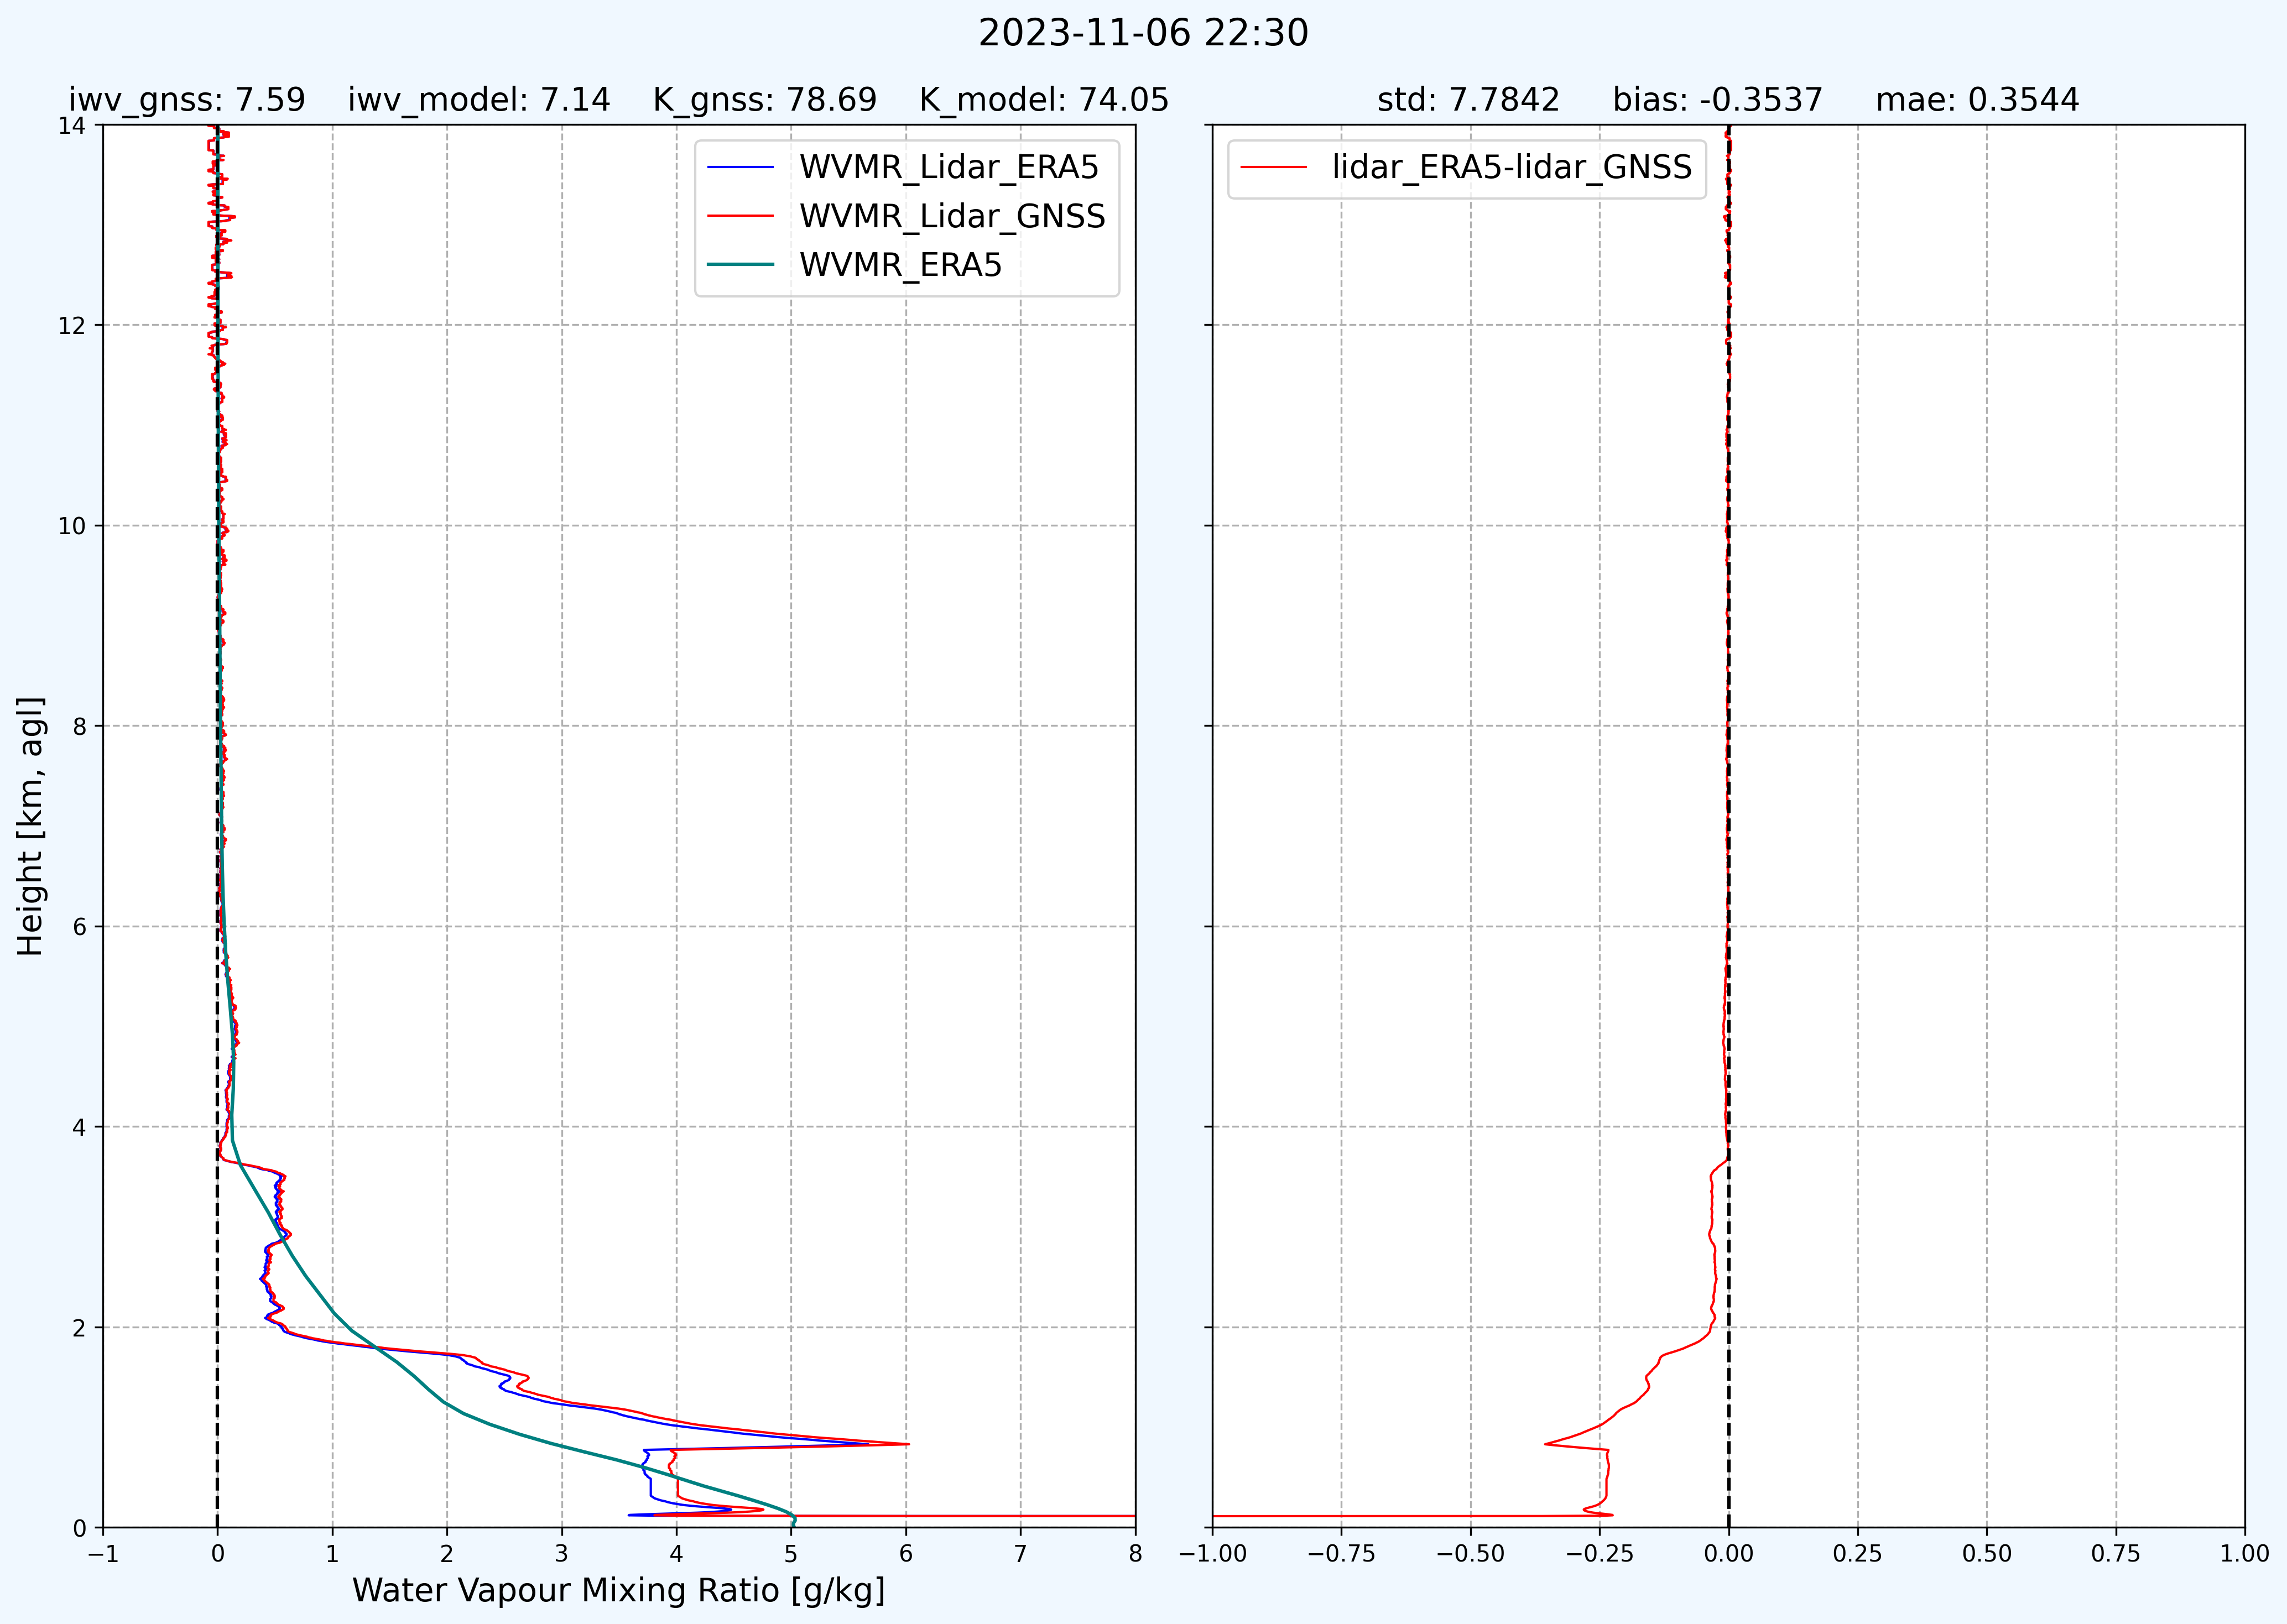 2023-11-06 22:30
iwv_gnss: 7.59 iwv_model: 7.14 K_gnss: 78.69 K_model: 74.05
std: 7.7842 bias: -0.3537 mae: 0.3544
WVMR_Lidar_ERA5
WVMR_Lidar_GNSS
WVMR_ERA5
lidar_ERA5-lidar_GNSS
Height [km, agl]
14
12
10
8
6
4
2
0
−1 0 1 2 3 4 5 6 7 8
Water Vapour Mixing Ratio [g/kg]
−1.00 −0.75 −0.50 −0.25 0.00 0.25 0.50 0.75 1.00